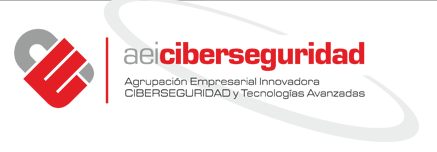 aeiciberseguridad
Agrupación Empresarial Innovadora
CIBERSEGURIDAD y Tecnologías Avanzadas